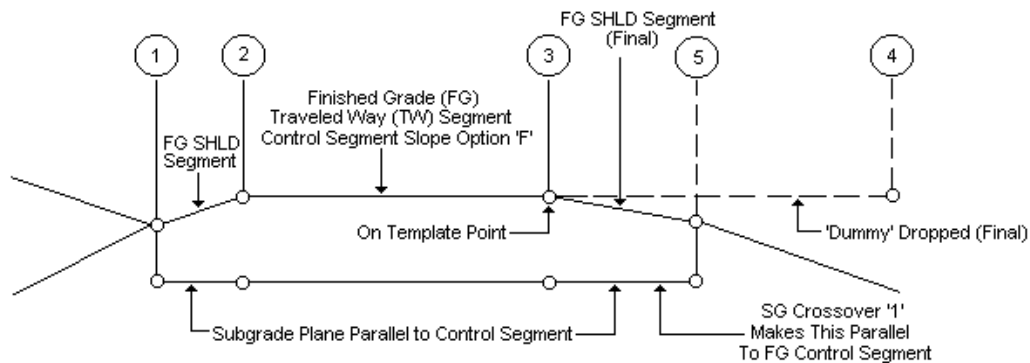 FG SHLD Segment
(Final)
1
2
3
5
4
Finished Grade (FG)
Traveled Way (TW) Segment
Control Segment Slope Option 'F'
FG SHLD
Segment
On Template Point
'Dummy' Dropped (Final)
Subgrade Plane Parallel to Control Segment
SG Crossover '1'
Makes This Parallel
To FG Control Segment